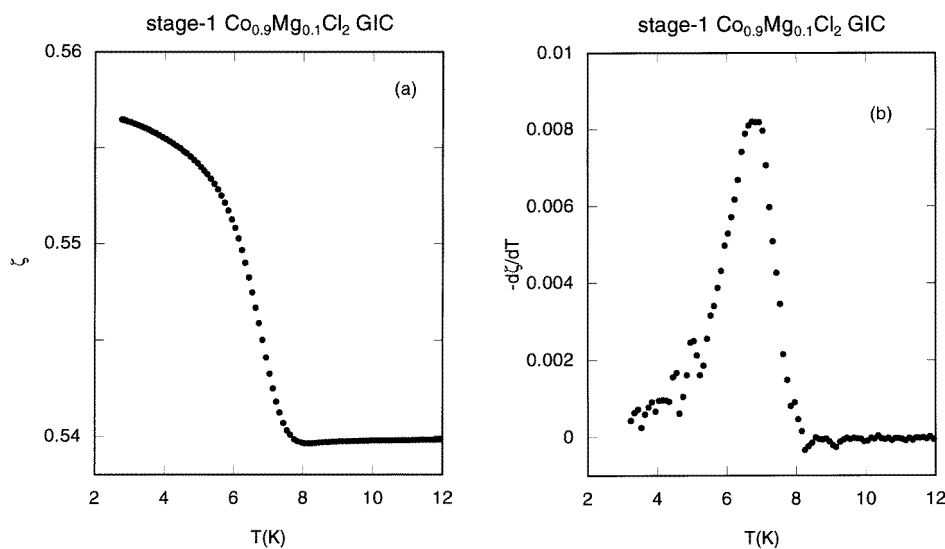 stage-1 Co₀.₉Mg₀.₁Cl₂ GIC
0.56
(a)
0.55
ζ
0.54
2
4
6
8
10
12
T(K)
stage-1 Co₀.₉Mg₀.₁Cl₂ GIC
0.01
(b)
0.008
0.006
-dζ/dT
0.004
0.002
0
2
4
6
8
10
12
T(K)